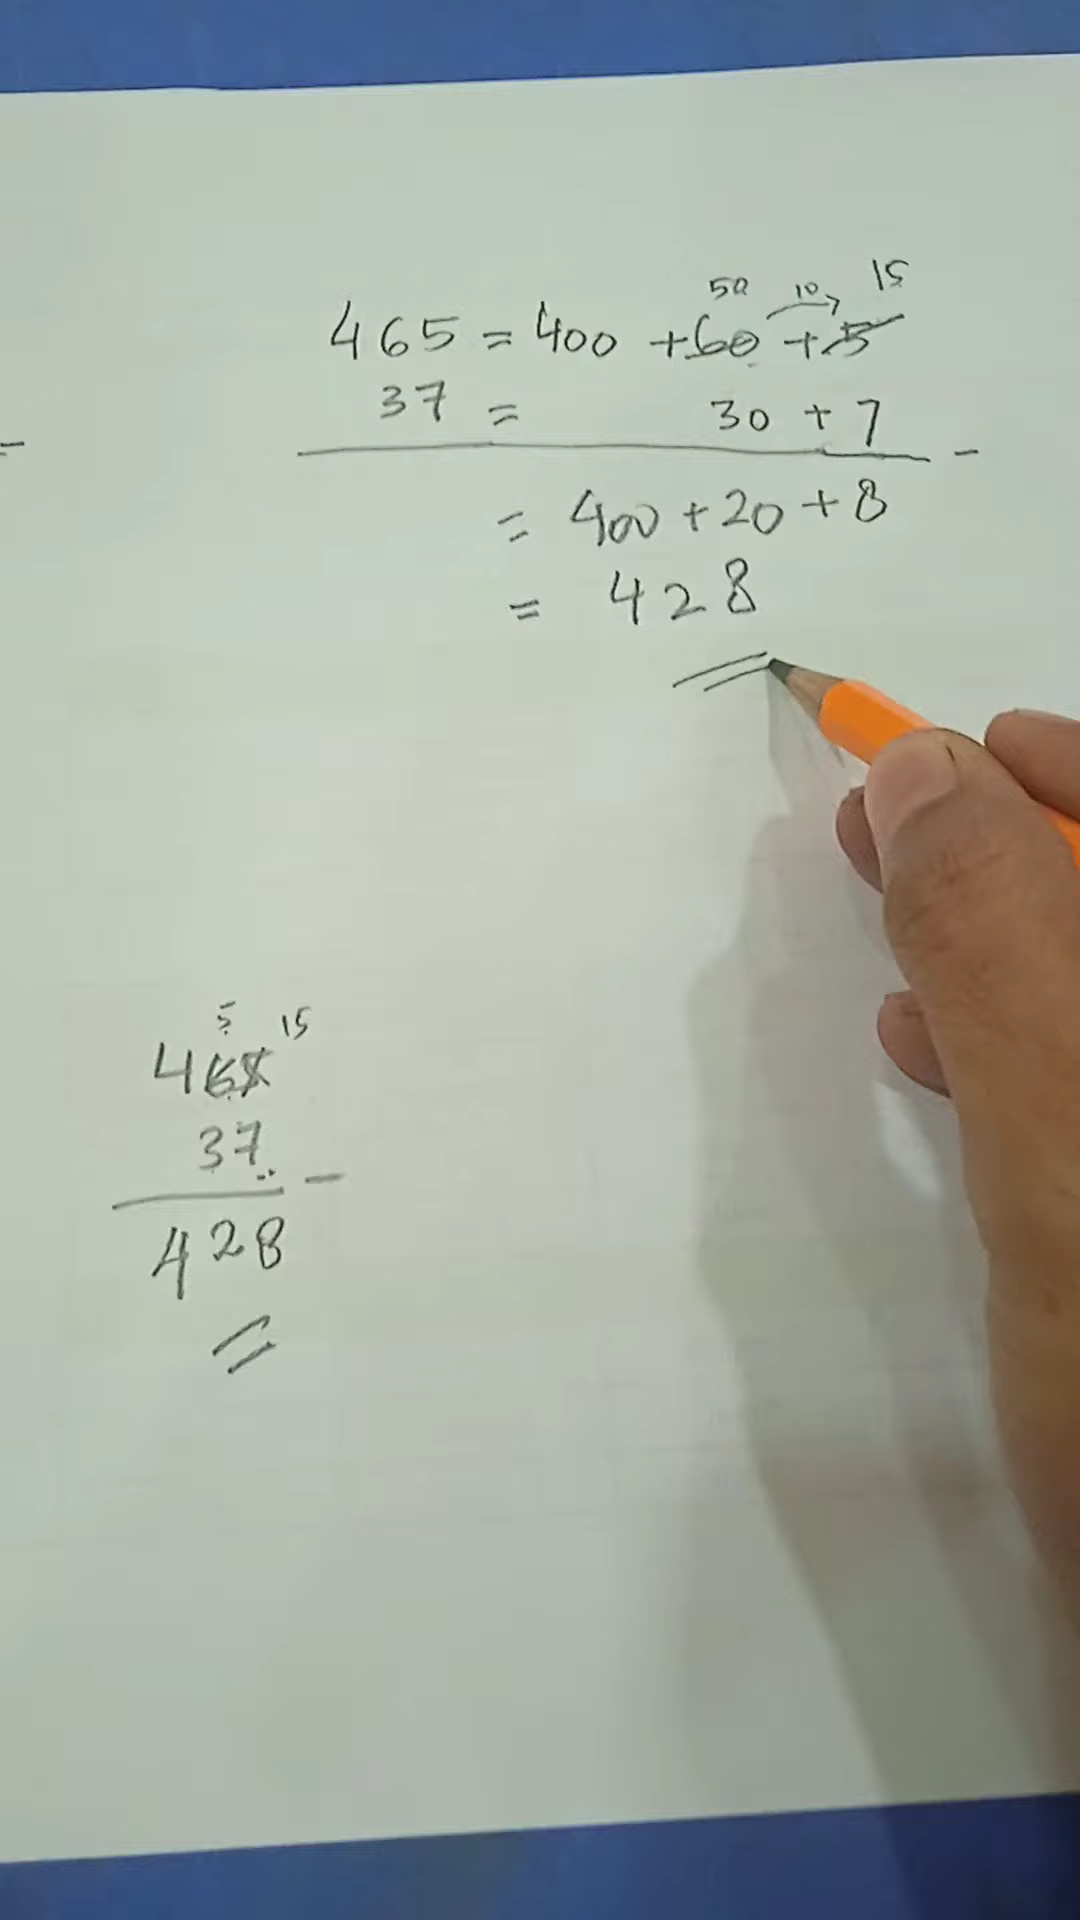 50 10 15
465 = 400 + 60 + 5
37 = 30 + 7
-
= 400 + 20 + 8
= 428
5 15
465
37
-
428